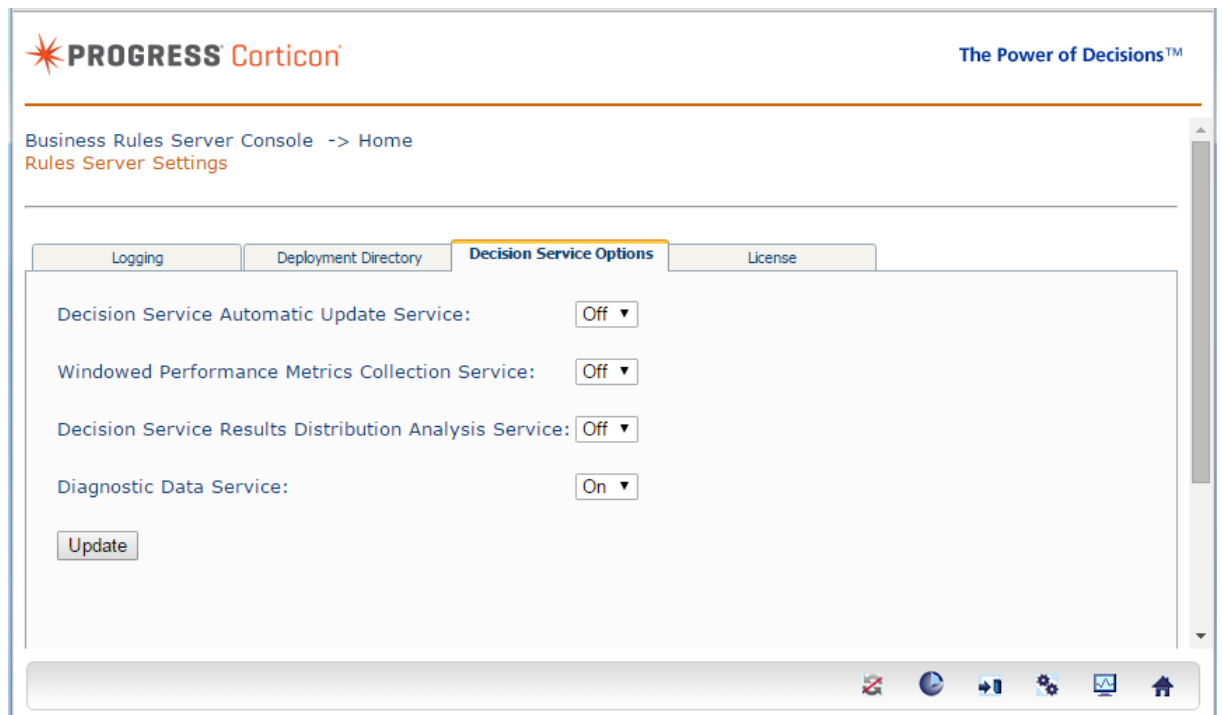 PROGRESS Corticon
The Power of Decisions™
Business Rules Server Console -> Home
Rules Server Settings
Logging
Deployment Directory
Decision Service Options
License
Decision Service Automatic Update Service: Off
Windowed Performance Metrics Collection Service: Off
Decision Service Results Distribution Analysis Service: Off
Diagnostic Data Service: On
Update